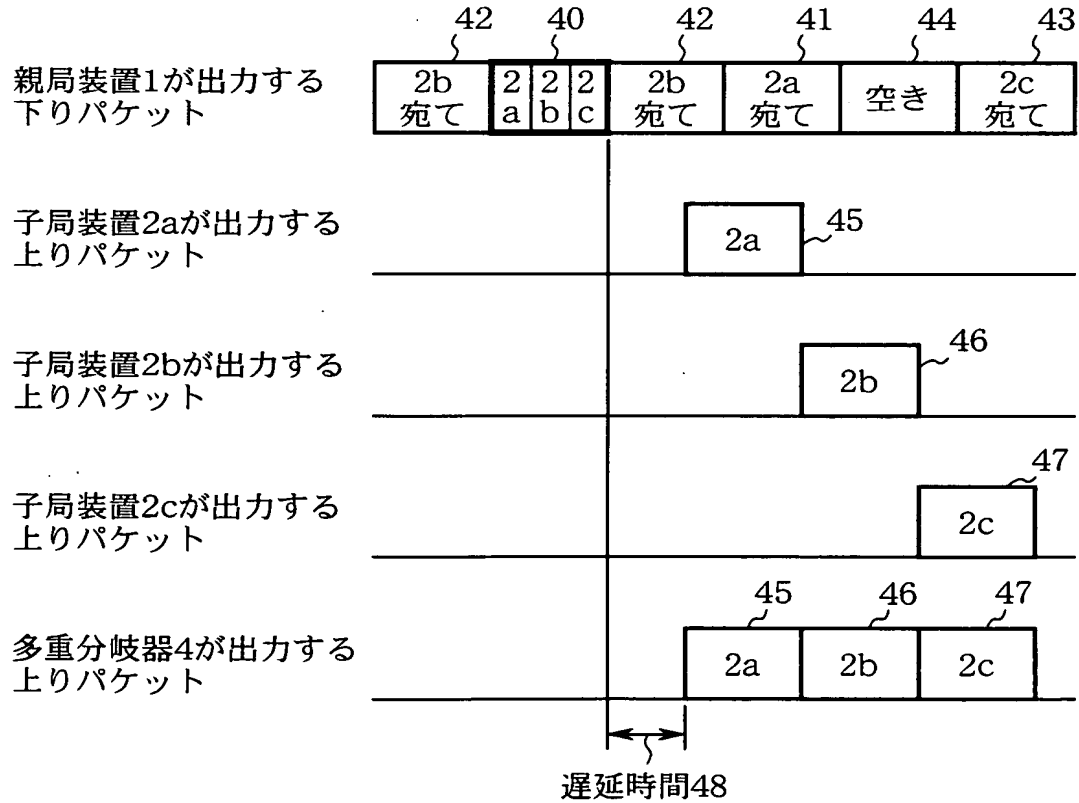 42 40 42 41 44 43
親局装置1が出力する
下りパケット
2b
宛て
2
a
2
b
2
c
2b
宛て
2a
宛て
空き
2c
宛て
子局装置2aが出力する
上りパケット
2a
45
子局装置2bが出力する
上りパケット
2b
46
子局装置2cが出力する
上りパケット
2c
47
多重分岐器4が出力する
上りパケット
45 46 47
2a 2b 2c
遅延時間48